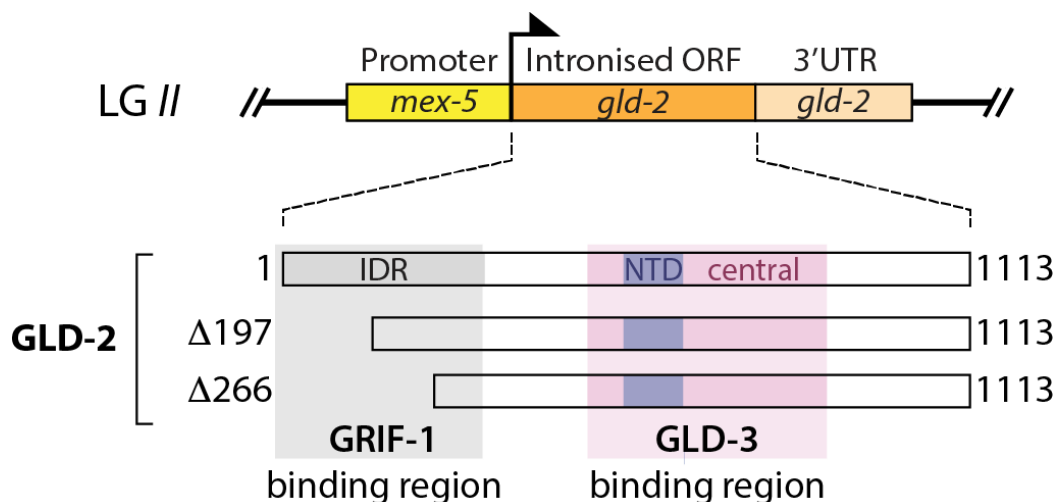 Promoter Intronised ORF 3'UTR
LG II // mex-5 gld-2 gld-2 //
1 IDR NTD central 1113
GLD-2 Δ197 1113
Δ266 1113
GRIF-1 GLD-3
binding region binding region